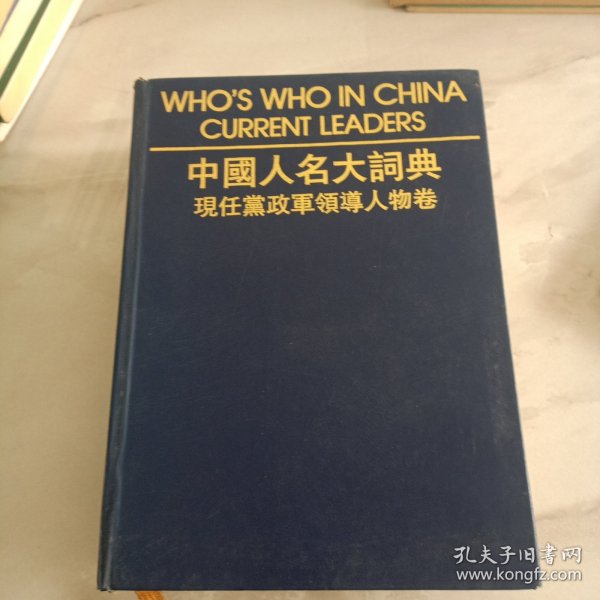 WHO'S WHO IN CHINA
CURRENT LEADERS
中國人名大詞典
現任黨政軍領導人物卷
孔夫子旧书网
www.kongfz.com